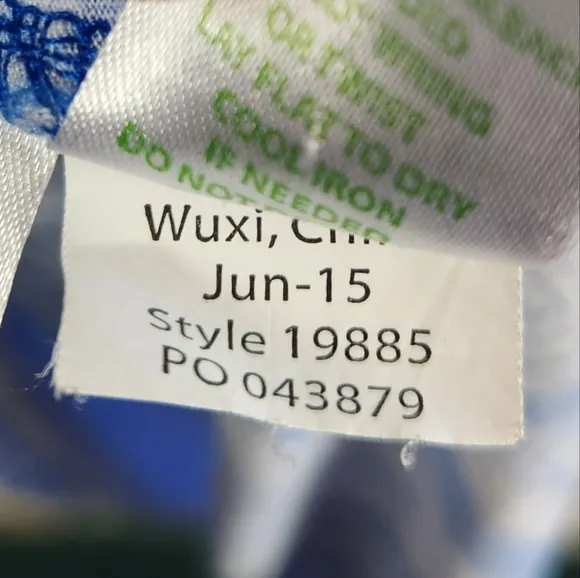 OR TWIST
LAY FLAT TO DRY
COOL IRON
IF NEEDED
DO NOT
Wuxi,
Jun-15
Style 19885
PO 043879